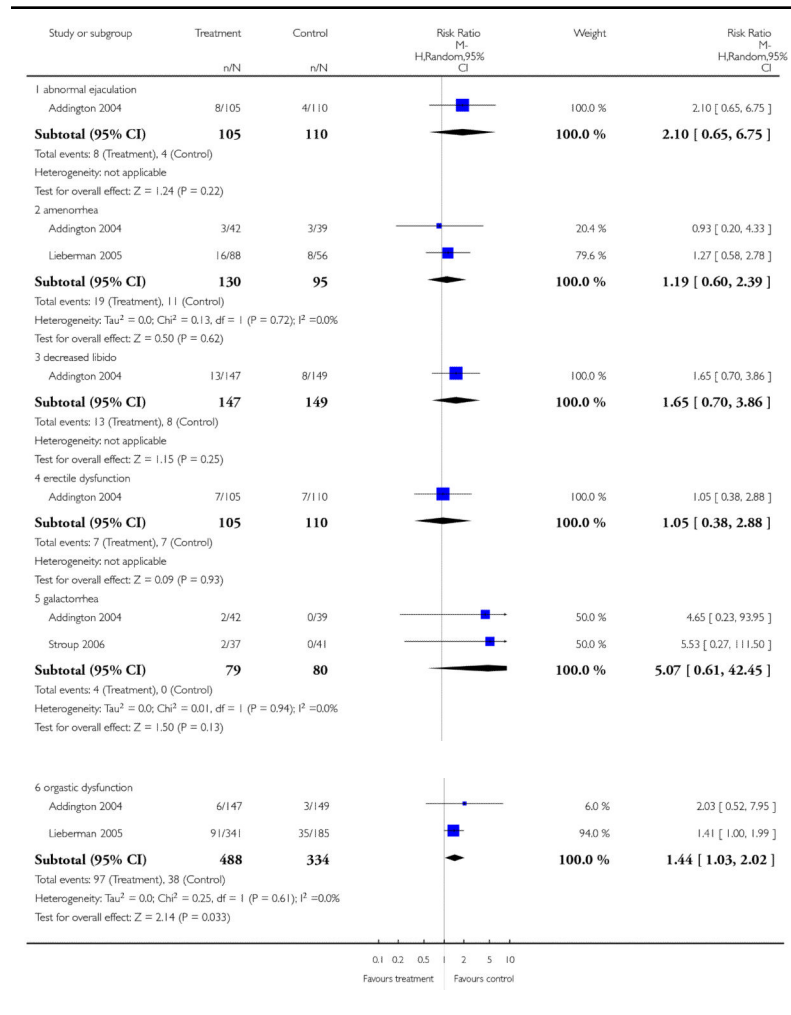 Study or subgroup Treatment Control Risk Ratio Weight Risk Ratio
M- M-
H,Random,95% H,Random,95%
n/N n/N CI CI
1 abnormal ejaculation
Addington 2004 8/105 4/110 100.0 % 2.10 [ 0.65, 6.75 ]
Subtotal (95% CI) 105 110 100.0 % 2.10 [ 0.65, 6.75 ]
Total events: 8 (Treatment), 4 (Control)
Heterogeneity: not applicable
Test for overall effect: Z = 1.24 (P = 0.22)
2 amenorrhea
Addington 2004 3/42 3/39 20.4 % 0.93 [ 0.20, 4.33 ]
Lieberman 2005 16/88 8/56 79.6 % 1.27 [ 0.58, 2.78 ]
Subtotal (95% CI) 130 95 100.0 % 1.19 [ 0.60, 2.39 ]
Total events: 19 (Treatment), 11 (Control)
Heterogeneity: Tau² = 0.0; Chi² = 0.13, df = 1 (P = 0.72); I² =0.0%
Test for overall effect: Z = 0.50 (P = 0.62)
3 decreased libido
Addington 2004 13/147 8/149 100.0 % 1.65 [ 0.70, 3.86 ]
Subtotal (95% CI) 147 149 100.0 % 1.65 [ 0.70, 3.86 ]
Total events: 13 (Treatment), 8 (Control)
Heterogeneity: not applicable
Test for overall effect: Z = 1.15 (P = 0.25)
4 erectile dysfunction
Addington 2004 7/105 7/110 100.0 % 1.05 [ 0.38, 2.88 ]
Subtotal (95% CI) 105 110 100.0 % 1.05 [ 0.38, 2.88 ]
Total events: 7 (Treatment), 7 (Control)
Heterogeneity: not applicable
Test for overall effect: Z = 0.09 (P = 0.93)
5 galactorrhea
Addington 2004 2/42 0/39 50.0 % 4.65 [ 0.23, 93.95 ]
Stroup 2006 2/37 0/41 50.0 % 5.53 [ 0.27, 111.50 ]
Subtotal (95% CI) 79 80 100.0 % 5.07 [ 0.61, 42.45 ]
Total events: 4 (Treatment), 0 (Control)
Heterogeneity: Tau² = 0.0; Chi² = 0.01, df = 1 (P = 0.94); I² =0.0%
Test for overall effect: Z = 1.50 (P = 0.13)
6 orgastic dysfunction
Addington 2004 6/147 3/149 6.0 % 2.03 [ 0.52, 7.95 ]
Lieberman 2005 91/341 35/185 94.0 % 1.41 [ 1.00, 1.99 ]
Subtotal (95% CI) 488 334 100.0 % 1.44 [ 1.03, 2.02 ]
Total events: 97 (Treatment), 38 (Control)
Heterogeneity: Tau² = 0.0; Chi² = 0.25, df = 1 (P = 0.61); I² =0.0%
Test for overall effect: Z = 2.14 (P = 0.033)
0.1 0.2 0.5 1 2 5 10
Favours treatment Favours control